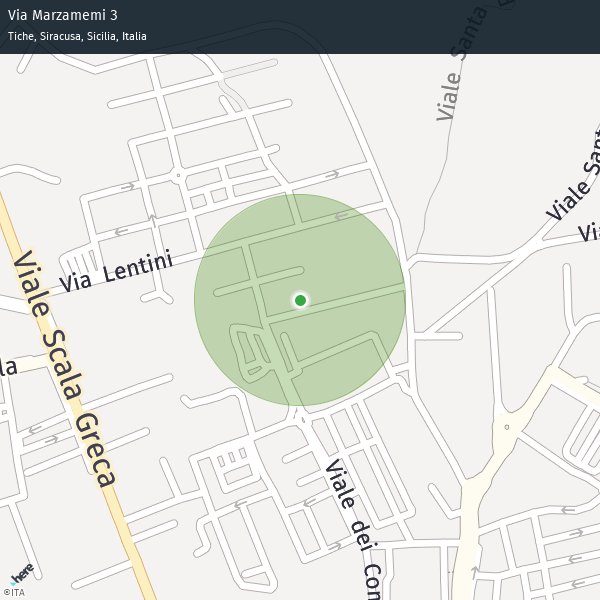 Via Marzamemi 3
Tiche, Siracusa, Sicilia, Italia
Viale Santa
Viale Sant
Via
Via Lentini
Viale Scala Greca
la
Viale dei Con
here
©ITA